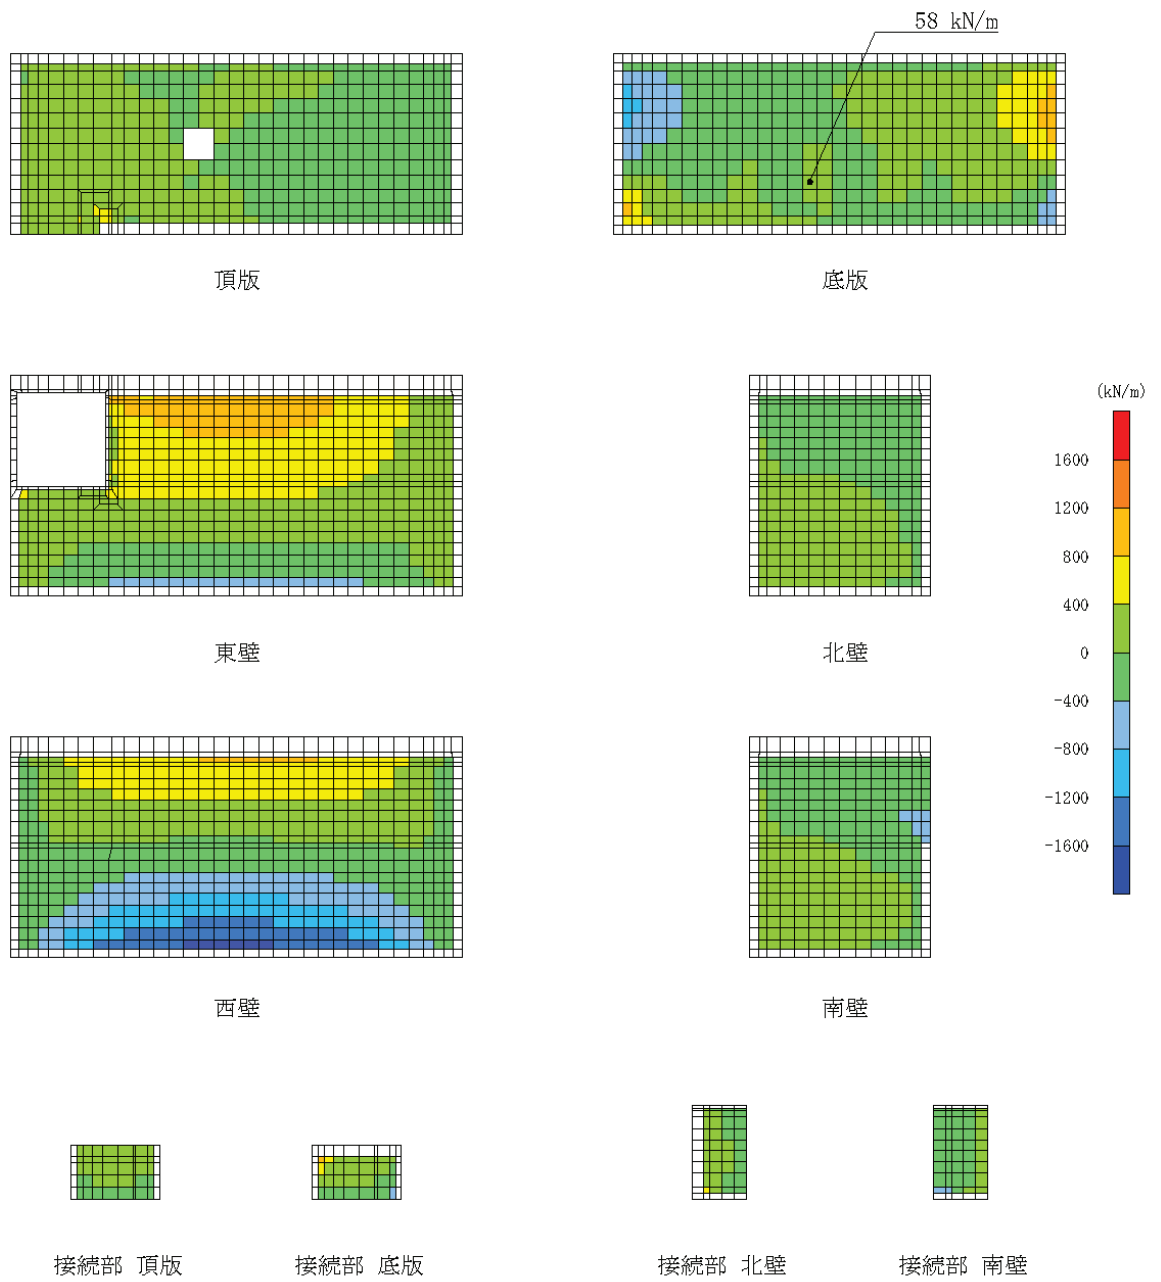 58 kN/m
頂版
底版
(kN/m)
1600
1200
800
400
0
-400
-800
-1200
-1600
東壁
北壁
西壁
南壁
接続部 頂版
接続部 底版
接続部 北壁
接続部 南壁